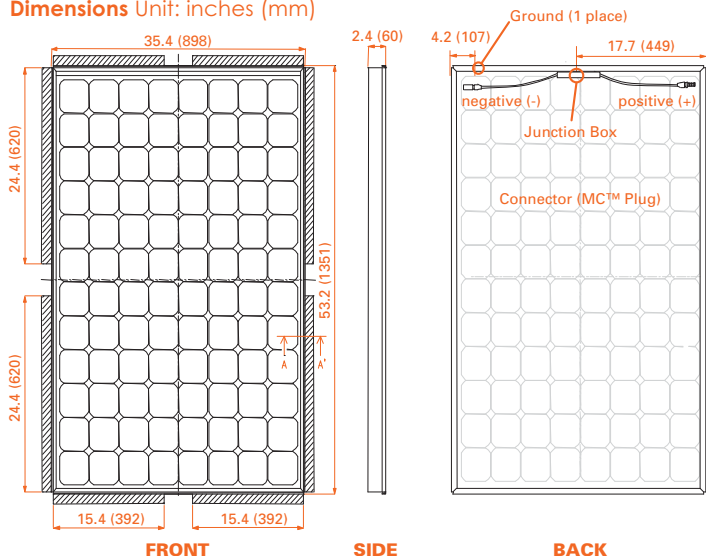 Dimensions Unit: inches (mm)
35.4 (898)
2.4 (60)
4.2 (107)
Ground (1 place)
17.7 (449)
negative (-)
positive (+)
Junction Box
Connector (MC™ Plug)
24.4 (620)
24.4 (620)
53.2 (1351)
A
A'
15.4 (392)
15.4 (392)
FRONT
SIDE
BACK